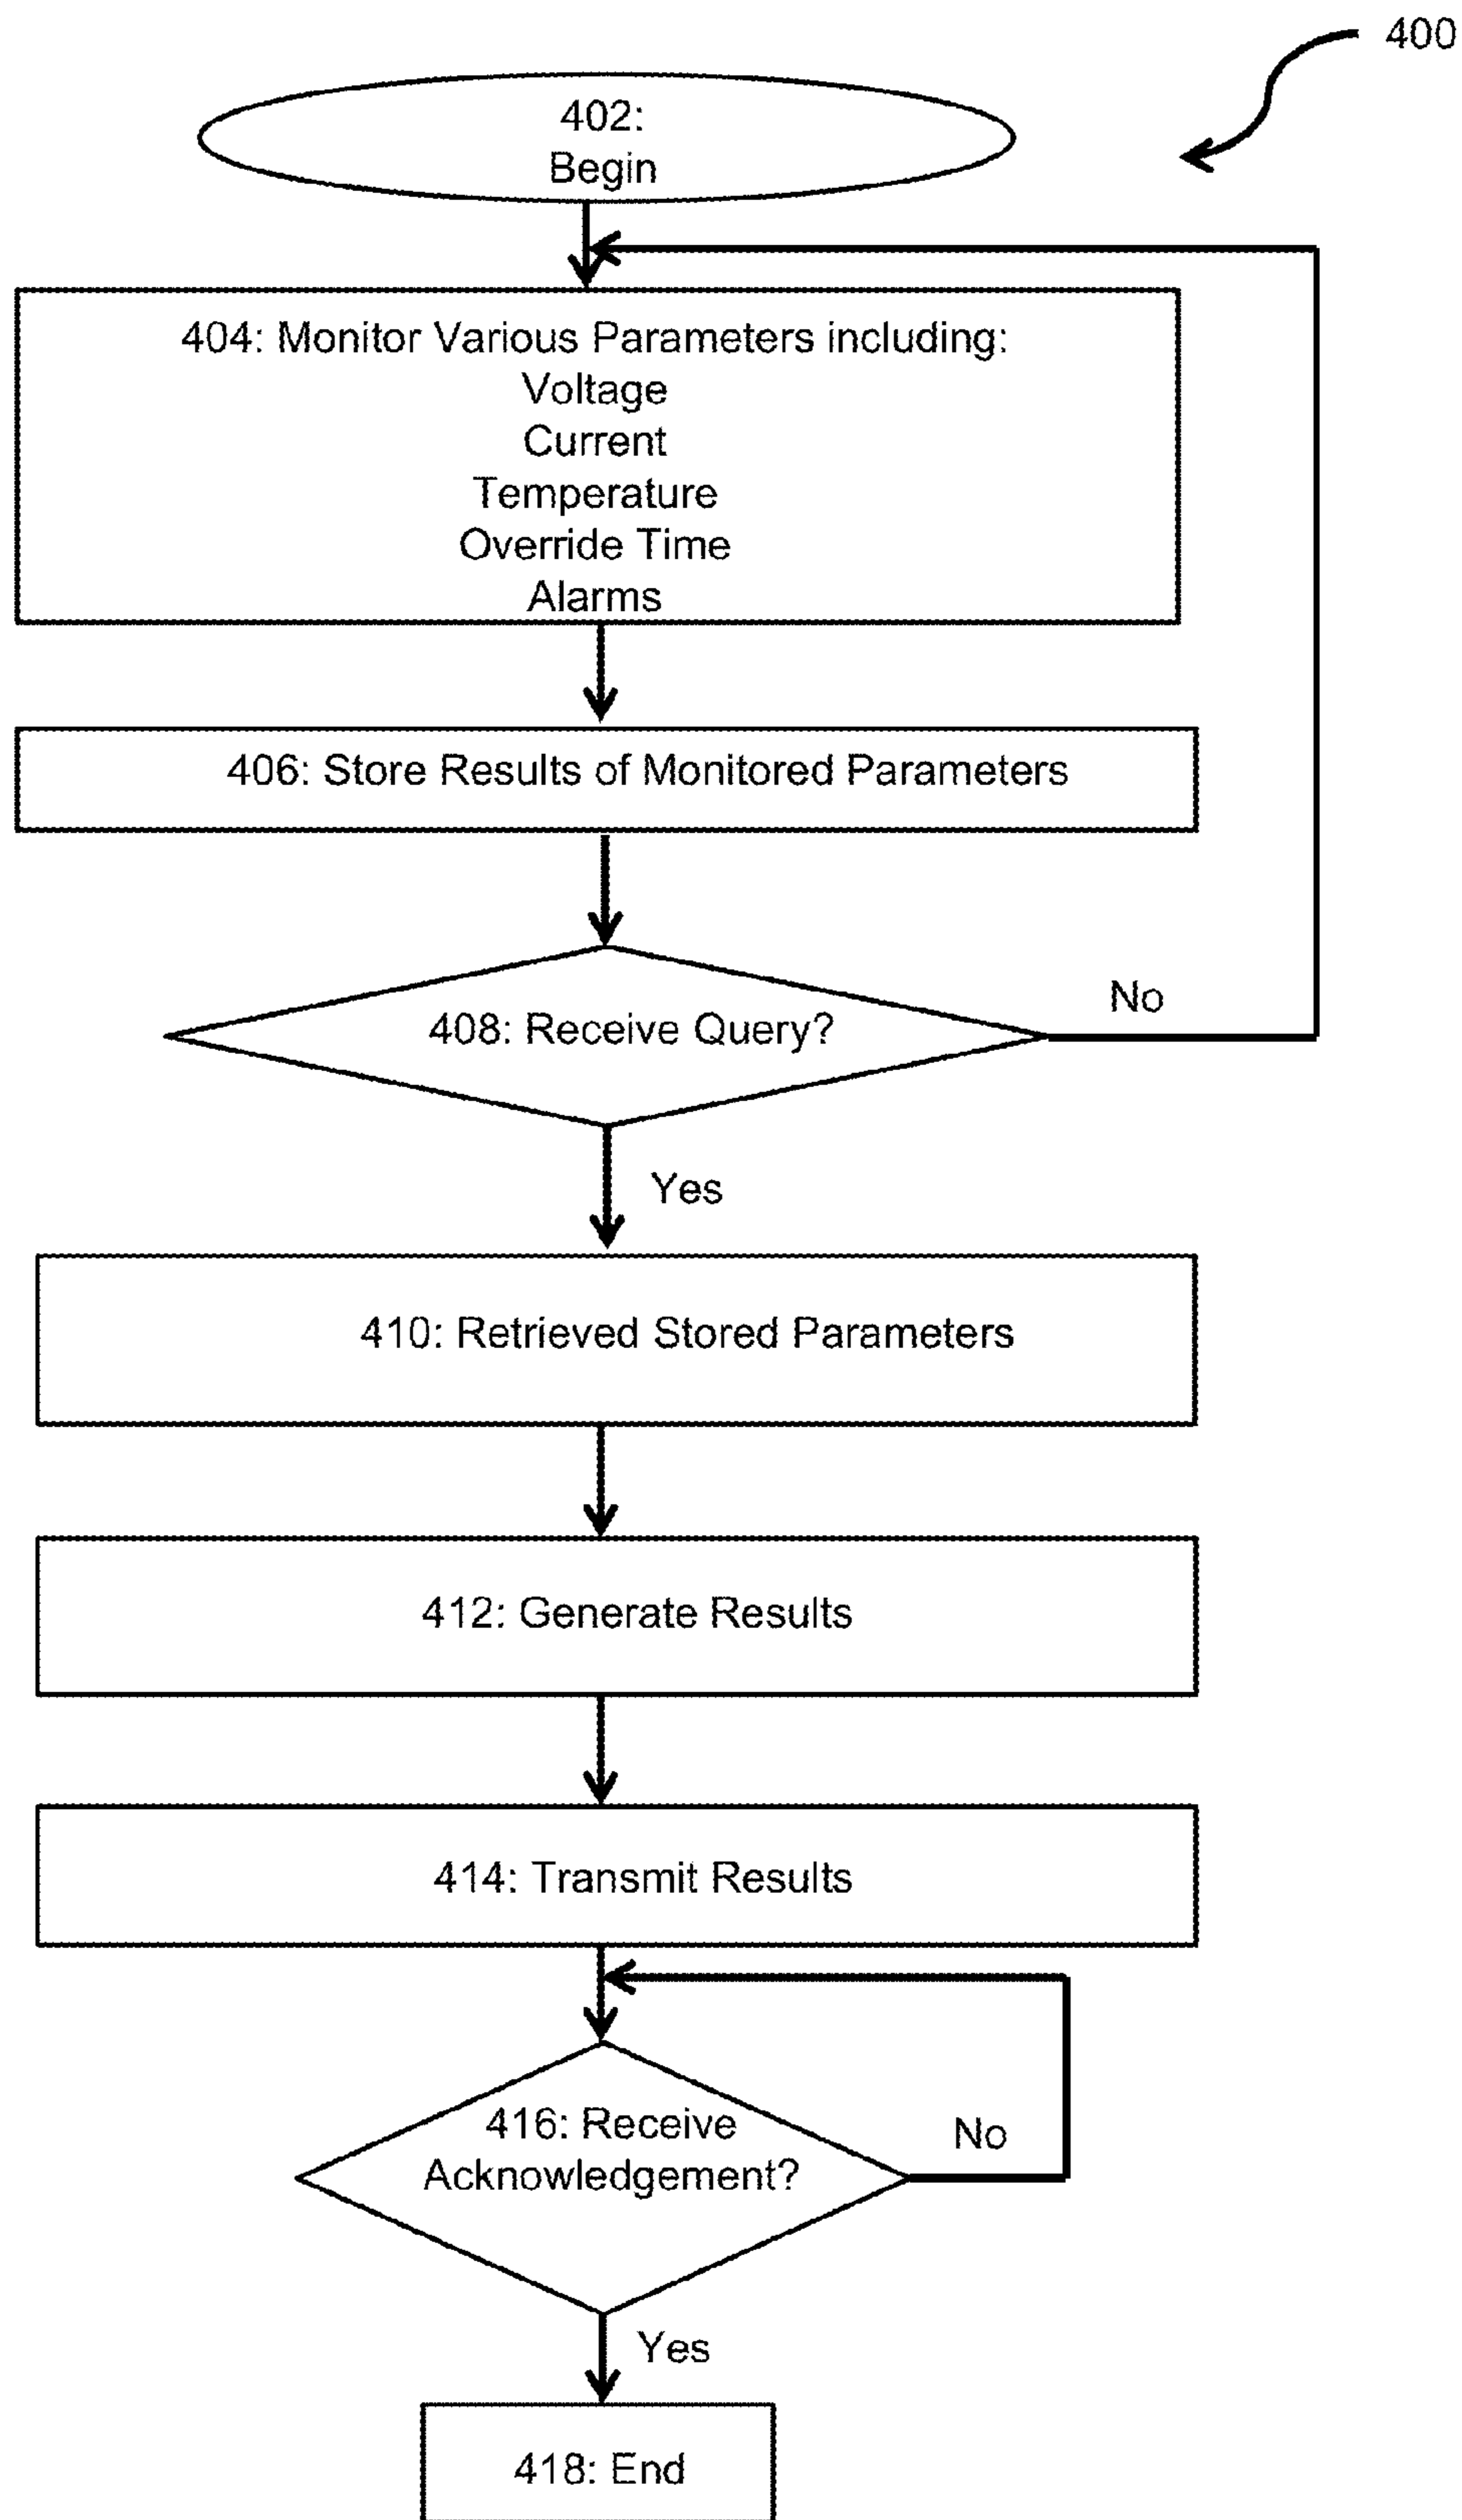 400
402:
Begin
404: Monitor Various Parameters including:
Voltage
Current
Temperature
Override Time
Alarms
406: Store Results of Monitored Parameters
408: Receive Query?
No
Yes
410: Retrieved Stored Parameters
412: Generate Results
414: Transmit Results
416: Receive
Acknowledgement?
No
Yes
418: End